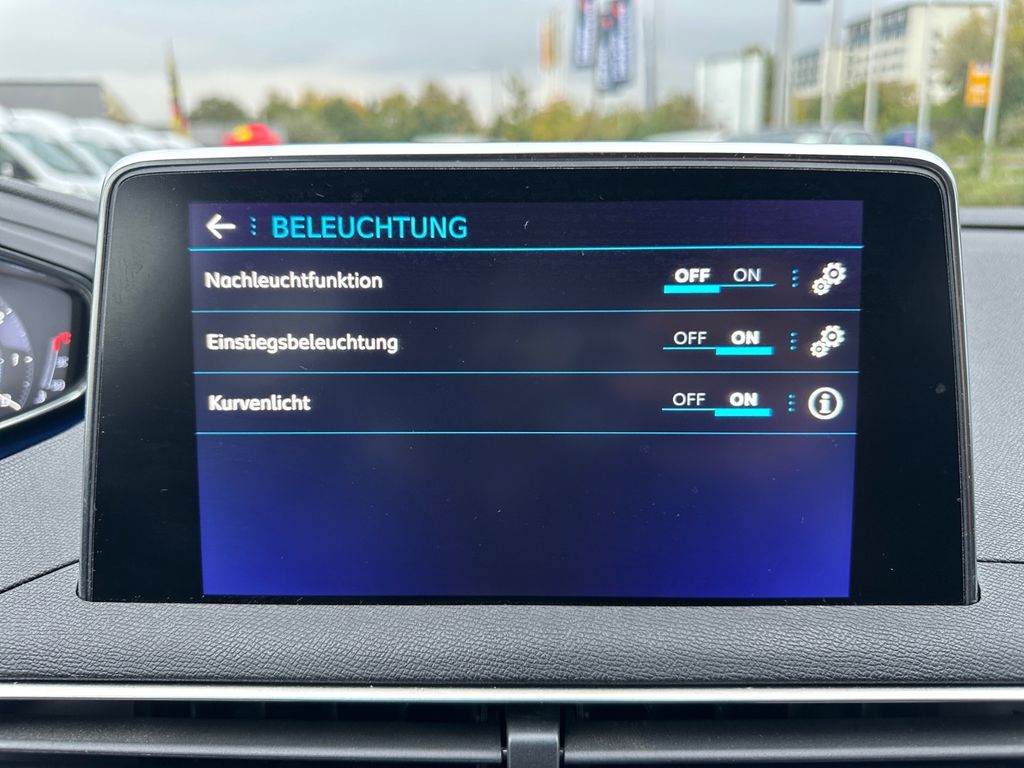 BELEUCHTUNG
Nachleuchtfunktion OFF ON
Einstiegsbeleuchtung OFF ON
Kurvenlicht OFF ON